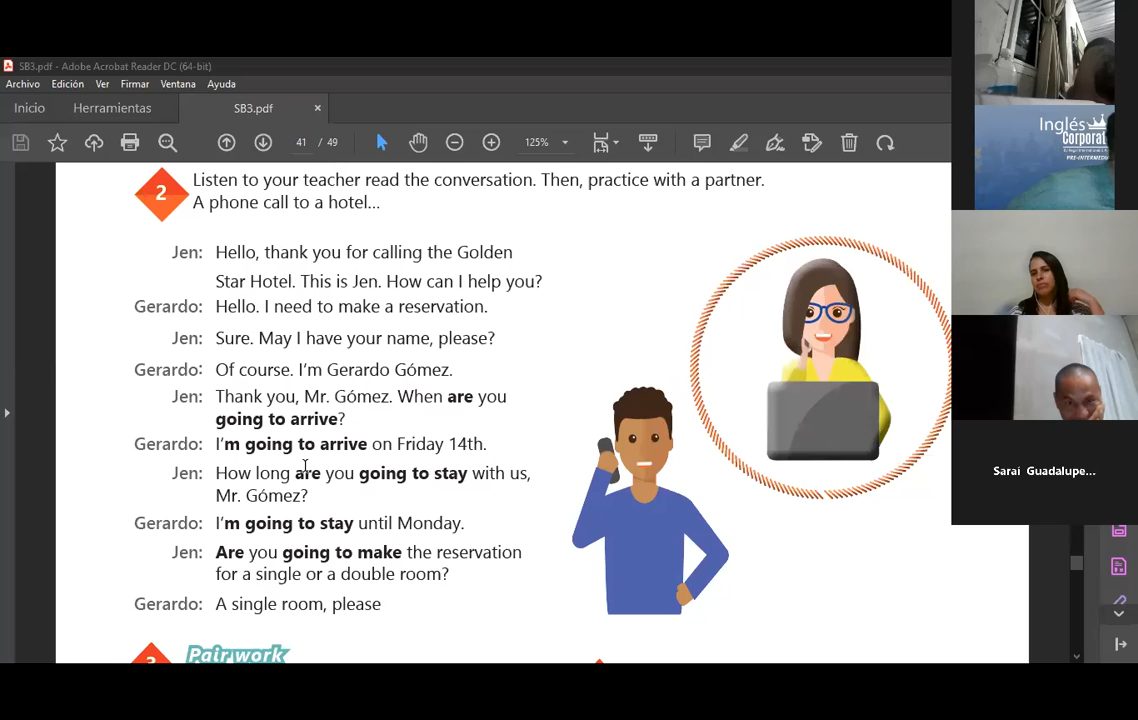 SB3.pdf - Adobe Acrobat Reader DC (64-bit)
Archivo Edición Ver Firmar Ventana Ayuda
Inicio Herramientas SB3.pdf ×
41 / 49 125%
2
Listen to your teacher read the conversation. Then, practice with a partner.
A phone call to a hotel...
Jen: Hello, thank you for calling the Golden
Star Hotel. This is Jen. How can I help you?
Gerardo: Hello. I need to make a reservation.
Jen: Sure. May I have your name, please?
Gerardo: Of course. I'm Gerardo Gómez.
Jen: Thank you, Mr. Gómez. When are you
going to arrive?
Gerardo: I'm going to arrive on Friday 14th.
Jen: How long are you going to stay with us,
Mr. Gómez?
Gerardo: I'm going to stay until Monday.
Jen: Are you going to make the reservation
for a single or a double room?
Gerardo: A single room, please
3 Pair work
Inglés
Corporat
PRE-INTERMED
Saraí Guadalupe...